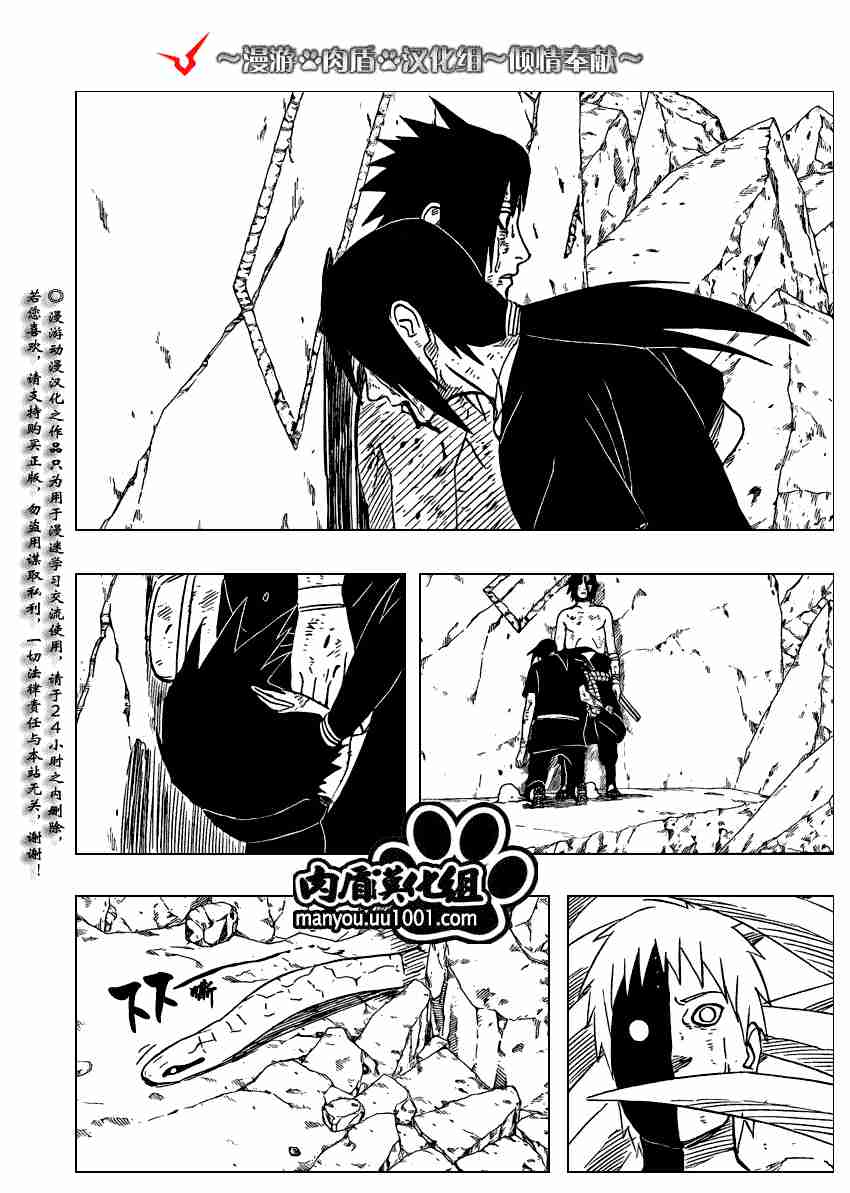 ～漫游肉盾汉化组～倾情奉献～
◎漫游动漫汉化之作品只为用于漫迷学习交流使用，请于24小时之内删除，
若您喜欢，请支持购买正版，勿盗用谋取私利，一切法律责任与本站无关，谢谢！
肉盾漢化组
manyou.uu1001.com
嘶